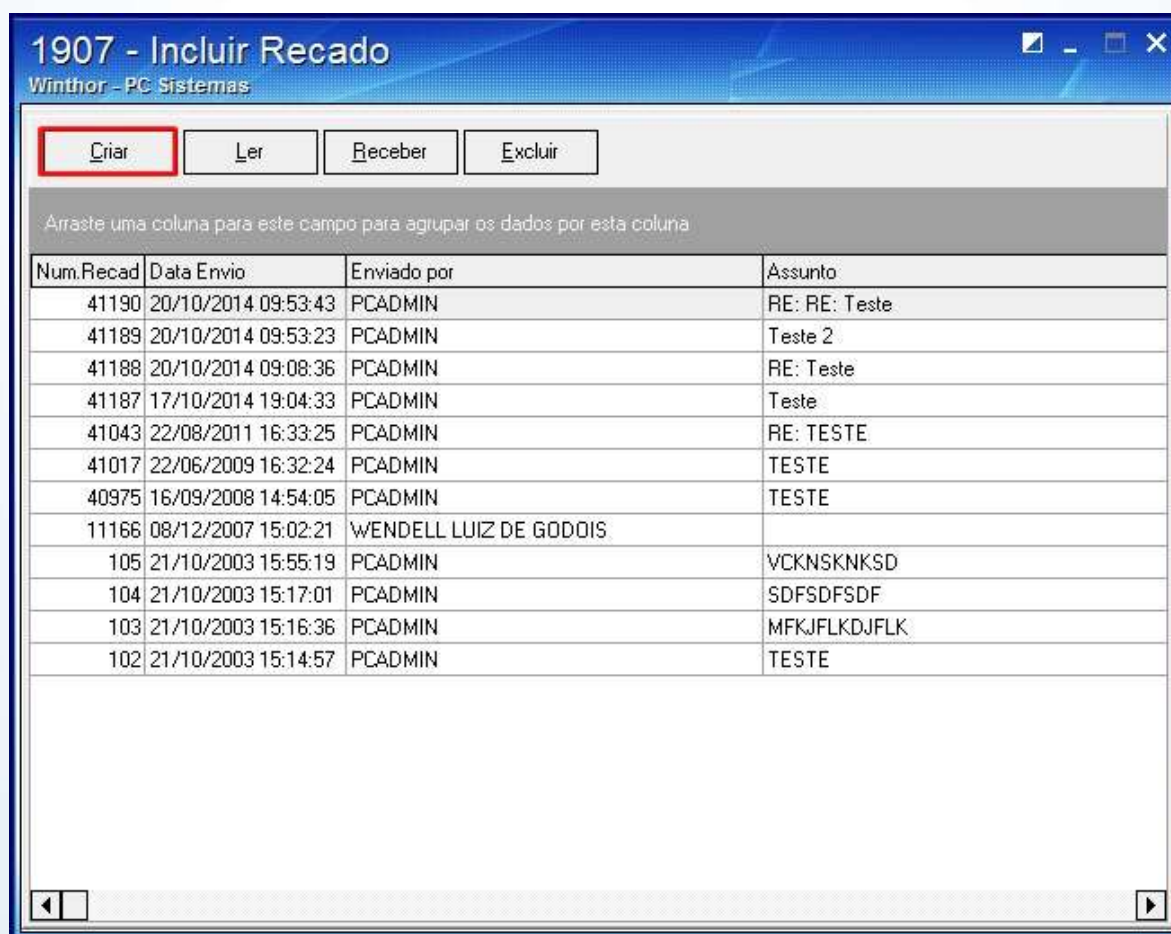 1907 - Incluir Recado
Winthor - PC Sistemas
Criar Ler Receber Excluir
Arraste uma coluna para este campo para agrupar os dados por esta coluna
Num.Recad Data Envio Enviado por Assunto
41190 20/10/2014 09:53:43 PCADMIN RE: RE: Teste
41189 20/10/2014 09:53:23 PCADMIN Teste 2
41188 20/10/2014 09:08:36 PCADMIN RE: Teste
41187 17/10/2014 19:04:33 PCADMIN Teste
41043 22/08/2011 16:33:25 PCADMIN RE: TESTE
41017 22/06/2009 16:32:24 PCADMIN TESTE
40975 16/09/2008 14:54:05 PCADMIN TESTE
11166 08/12/2007 15:02:21 WENDELL LUIZ DE GODOIS
105 21/10/2003 15:55:19 PCADMIN VCKNSKNKSD
104 21/10/2003 15:17:01 PCADMIN SDFSDFSDF
103 21/10/2003 15:16:36 PCADMIN MFKJFLKDJFLK
102 21/10/2003 15:14:57 PCADMIN TESTE